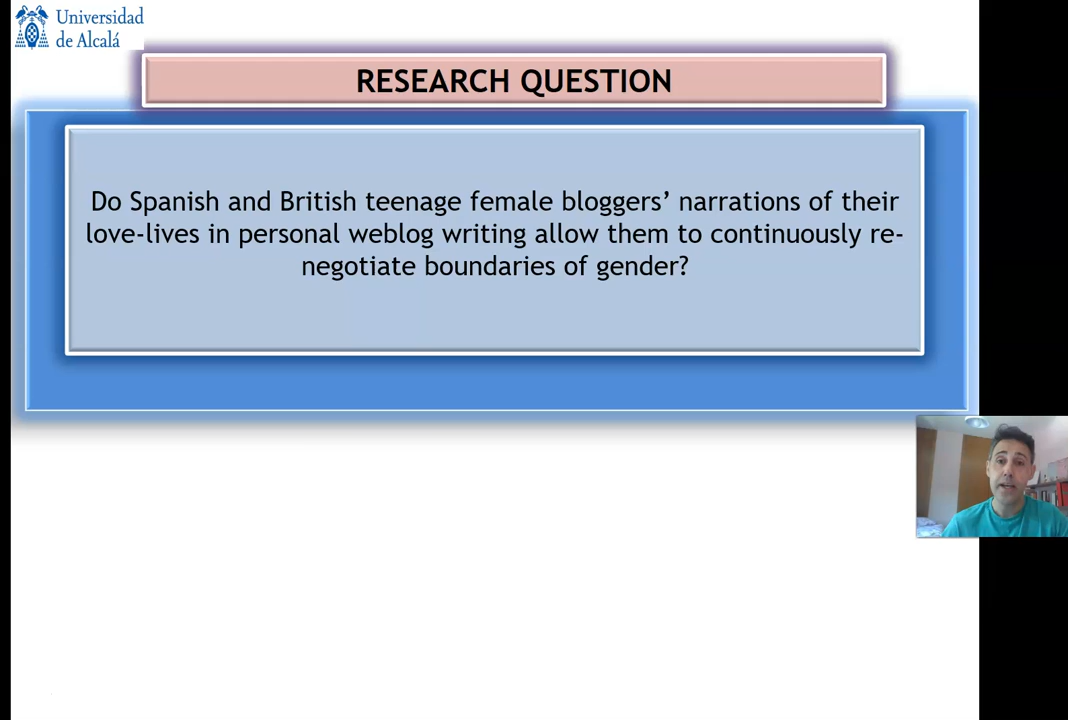 Universidad
de Alcalá
RESEARCH QUESTION
Do Spanish and British teenage female bloggers’ narrations of their
love-lives in personal weblog writing allow them to continuously re-
negotiate boundaries of gender?